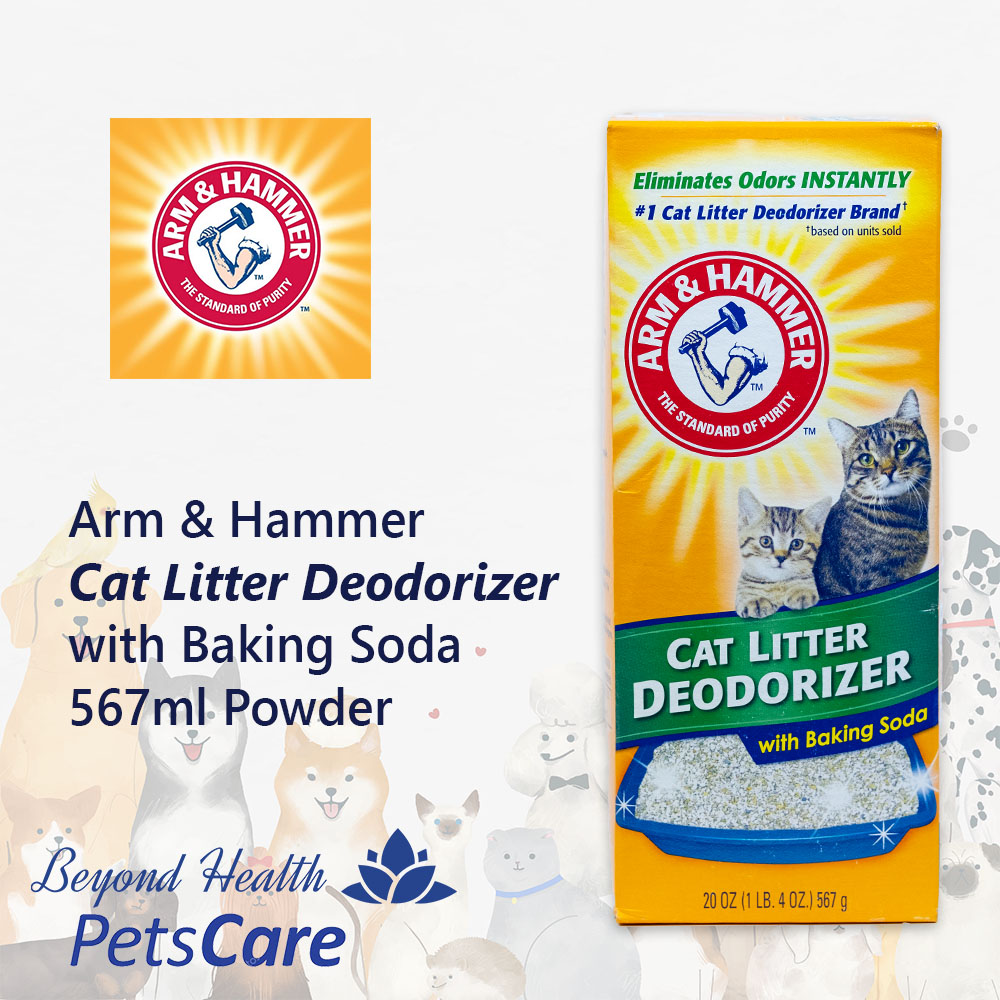 ARM & HAMMER
THE STANDARD OF PURITY
TM
TM
Arm & Hammer
Cat Litter Deodorizer
with Baking Soda
567ml Powder
Beyond Health
PetsCare
Eliminates Odors INSTANTLY
#1 Cat Litter Deodorizer Brand†
†based on units sold
ARM & HAMMER
THE STANDARD OF PURITY
TM
TM
CAT LITTER
DEODORIZER
with Baking Soda
20 OZ (1 LB. 4 OZ.) 567 g